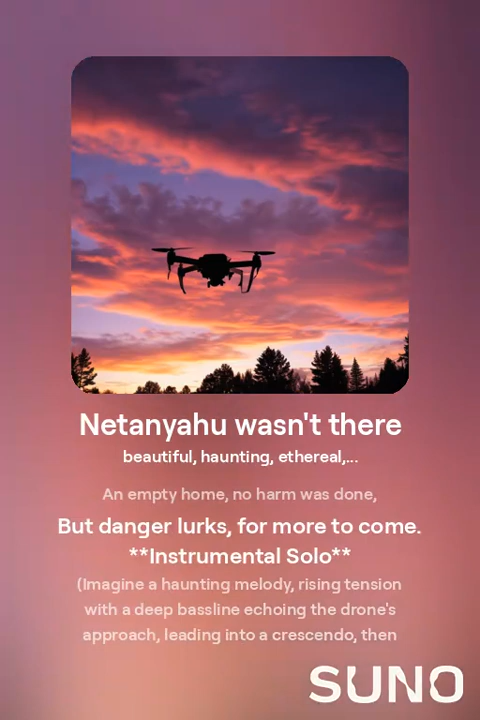 Netanyahu wasn't there
beautiful, haunting, ethereal,...
An empty home, no harm was done,
But danger lurks, for more to come.
**Instrumental Solo**
(Imagine a haunting melody, rising tension
with a deep bassline echoing the drone's
approach, leading into a crescendo, then
SUNO